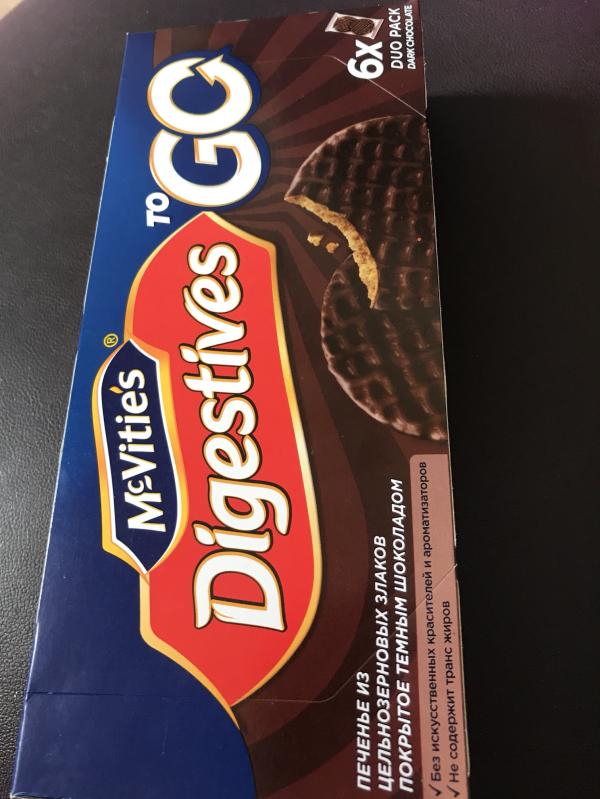 McVitie's®
Digestives
TO GO
6X
DUO PACK
DARK CHOCOLATE
ПЕЧЕНЬЕ ИЗ
ЦЕЛЬНОЗЕРНОВЫХ ЗЛАКОВ
ПОКРЫТОЕ ТЕМНЫМ ШОКОЛАДОМ
✓ Без искусственных красителей и ароматизаторов
✓ Не содержит транс жиров